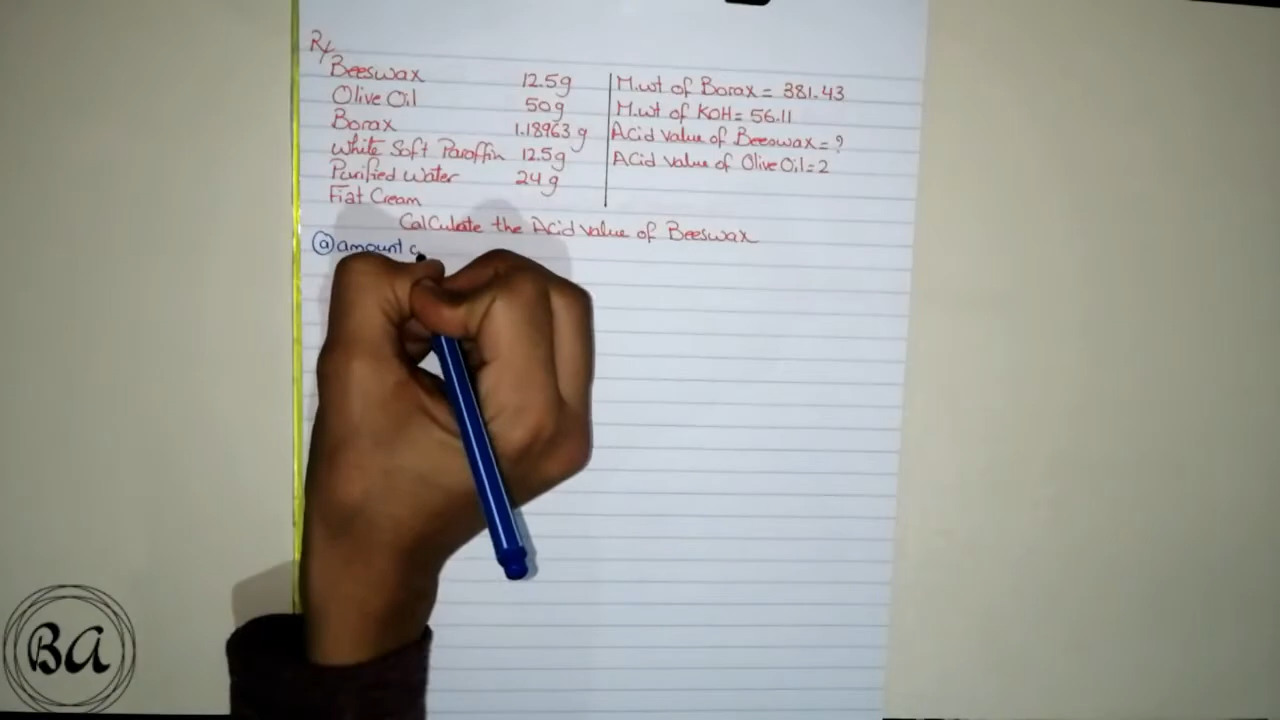 Rx
Beeswax 12.5g
Olive Oil 50g
Borax 1.18963 g
White Soft Paraffin 12.5g
Purified Water 24g
Fiat Cream
M.wt of Borax = 381.43
M.wt of KOH = 56.11
Acid Value of Beeswax = ?
Acid Value of Olive Oil = 2
Calculate the Acid value of Beeswax
(a) amount
BA